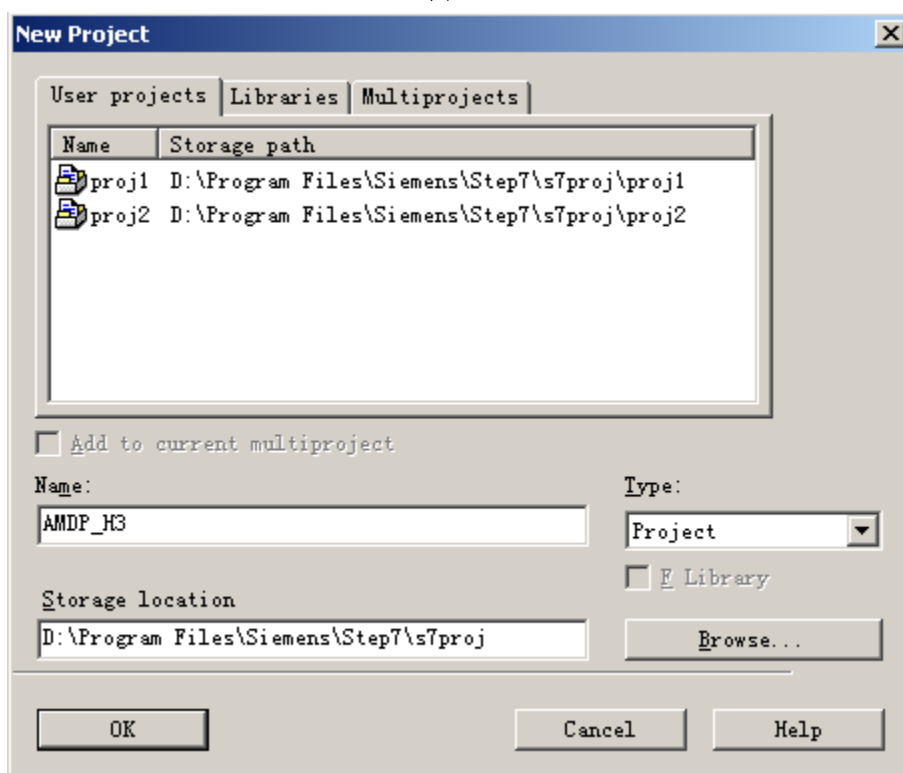 New Project
User projects Libraries Multiprojects
Name Storage path
proj1 D:\Program Files\Siemens\Step7\s7proj\proj1
proj2 D:\Program Files\Siemens\Step7\s7proj\proj2
Add to current multiproject
Name: Type:
AMDP_H3 Project
F Library
Storage location
D:\Program Files\Siemens\Step7\s7proj Browse...
OK Cancel Help